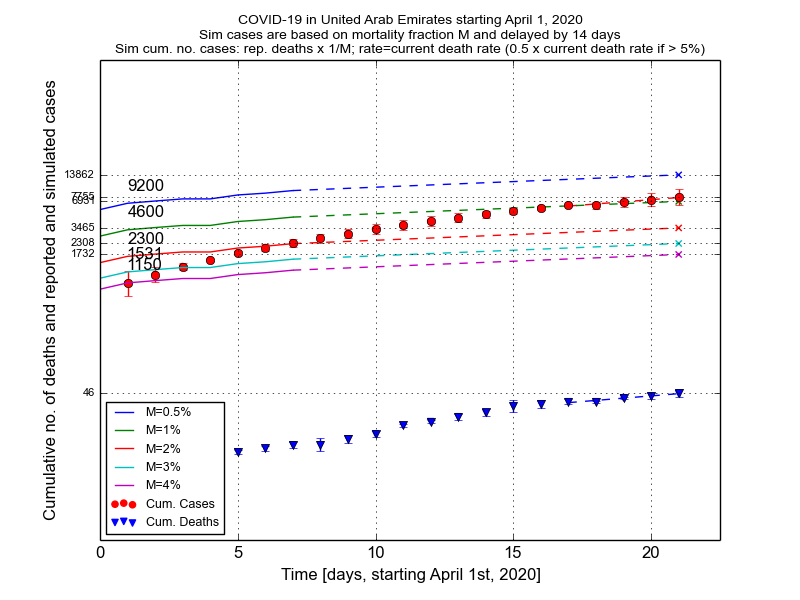 COVID-19 in United Arab Emirates starting April 1, 2020
Sim cases are based on mortality fraction M and delayed by 14 days
Sim cum. no. cases: rep. deaths x 1/M; rate=current death rate (0.5 x current death rate if > 5%)
Cumulative no. of deaths and reported and simulated cases
13862
7755
6931
3465
2308
1732
46
9200
4600
2300
1531
1150
M=0.5%
M=1%
M=2%
M=3%
M=4%
Cum. Cases
Cum. Deaths
0 5 10 15 20
Time [days, starting April 1st, 2020]